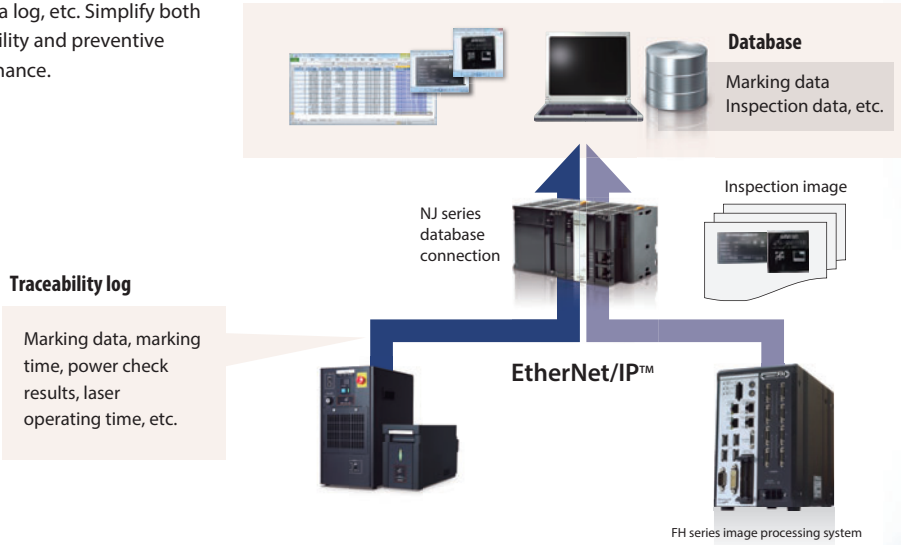 a log, etc. Simplify both
ility and preventive
nance.
Database
Marking data
Inspection data, etc.
NJ series
database
connection
Inspection image
Traceability log
Marking data, marking
time, power check
results, laser
operating time, etc.
EtherNet/IP™
FH series image processing system